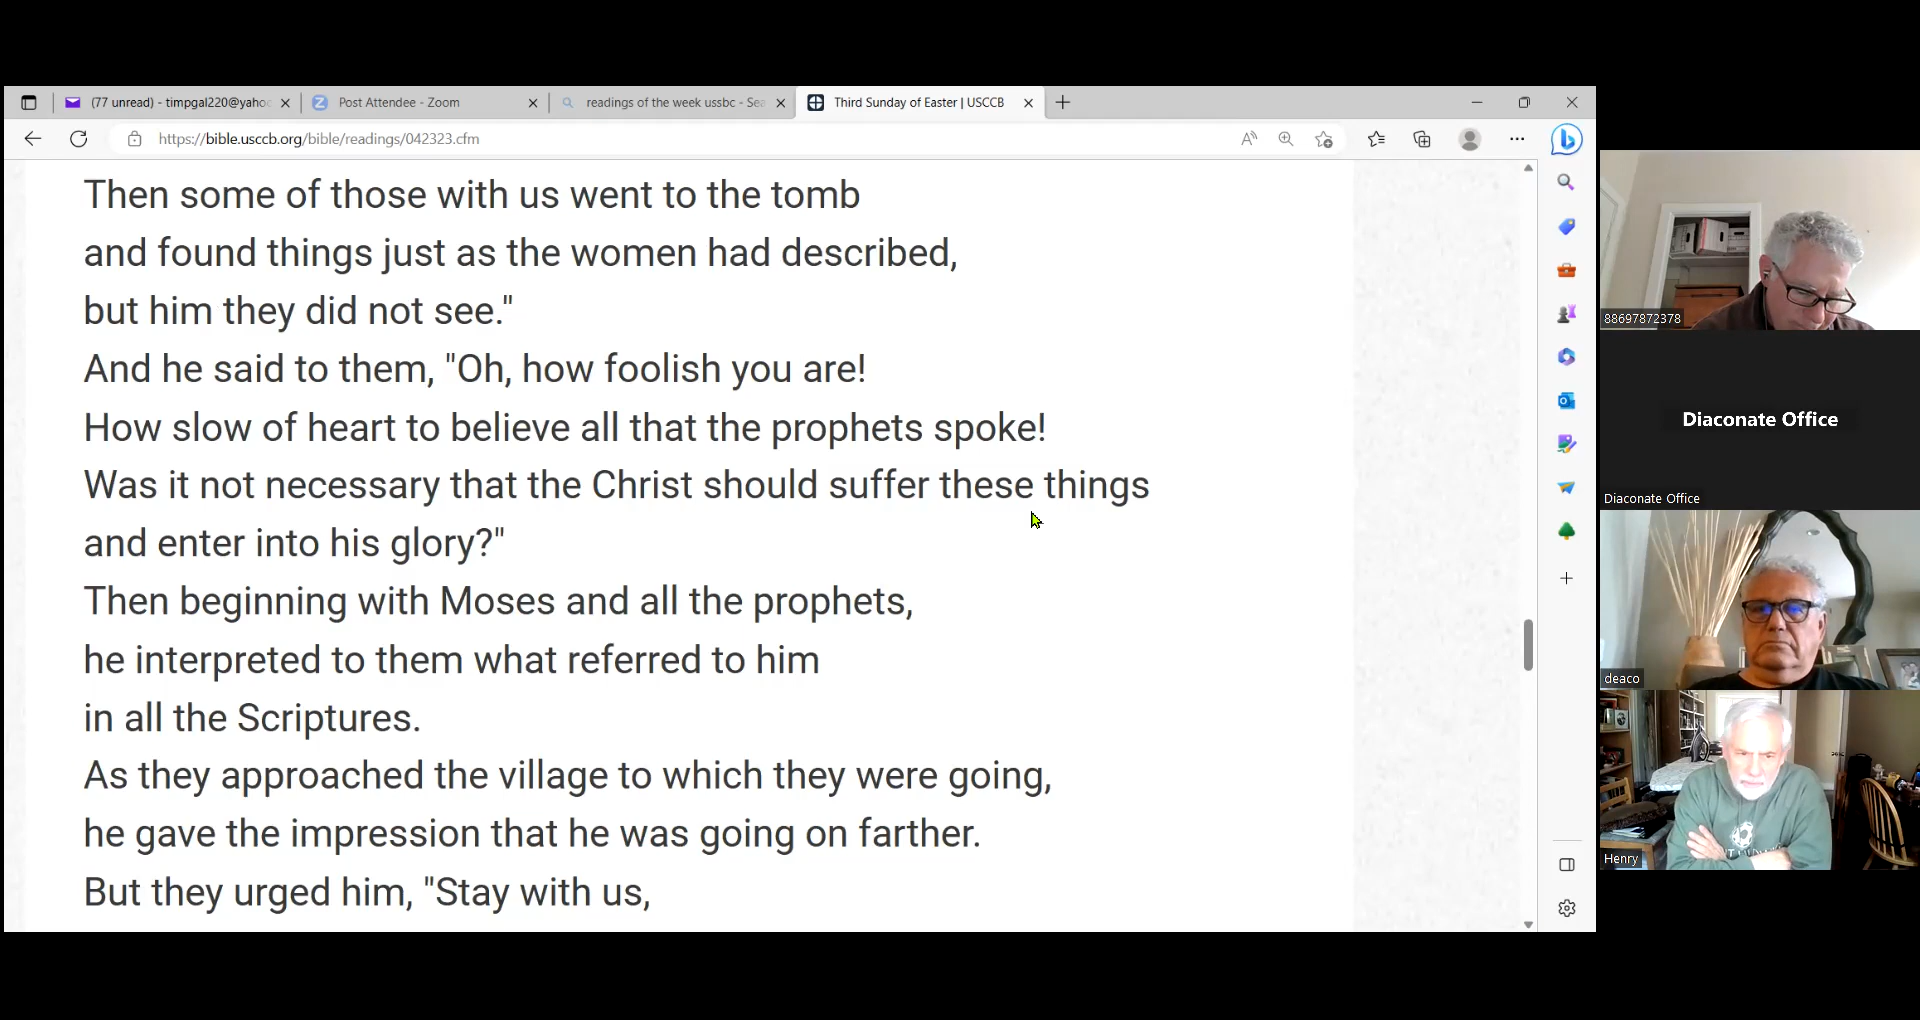 (77 unread) - timpgal220@yahoo
Post Attendee - Zoom
readings of the week ussbc - Sea
Third Sunday of Easter | USCCB
https://bible.usccb.org/bible/readings/042323.cfm
Then some of those with us went to the tomb
and found things just as the women had described,
but him they did not see."
And he said to them, "Oh, how foolish you are!
How slow of heart to believe all that the prophets spoke!
Was it not necessary that the Christ should suffer these things
and enter into his glory?"
Then beginning with Moses and all the prophets,
he interpreted to them what referred to him
in all the Scriptures.
As they approached the village to which they were going,
he gave the impression that he was going on farther.
But they urged him, "Stay with us,
88697872378
Diaconate Office
Diaconate Office
deaco
Henry